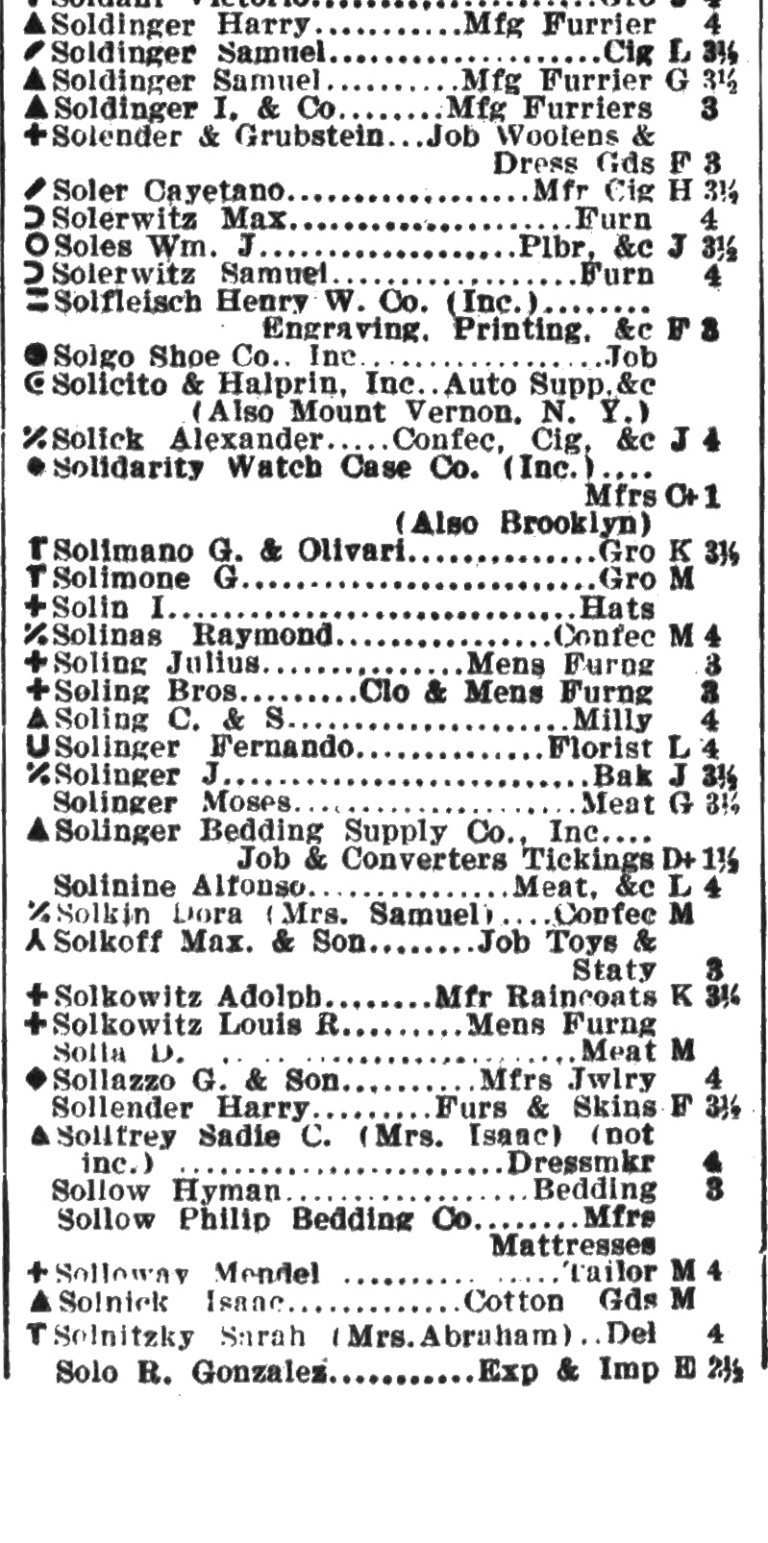 ▲Soldinger Harry...........Mfg Furrier 4
Soldinger Samuel.....................Cig L 3½
▲Soldinger Samuel..........Mfg Furrier G 3½
▲Soldinger I. & Co........Mfg Furriers 3
+Solender & Grubstein...Job Woolens &
Dress Gds F 3
Soler Cayetano..................Mfr Cig H 3½
Solerwitz Max.....................Furn 4
Soles Wm. J...................Plbr, &c J 3½
Solerwitz Samuel..................Furn 4
Solfleisch Henry W. Co. (Inc.)........
Engraving, Printing, &c F 3
●Solgo Shoe Co., Inc..................Job
Solicito & Halprin, Inc..Auto Supp,&c
(Also Mount Vernon, N. Y.)
Solick Alexander.....Confec, Cig, &c J 4
Solidarity Watch Case Co. (Inc.)....
Mfrs C+1
(Also Brooklyn)
Solimano G. & Olivari..............Gro K 3½
Solimone G..........................Gro M
+Solin I..............................Hats
Solinas Raymond................Confec M 4
+Soling Julius...............Mens Furng 3
+Soling Bros.........Clo & Mens Furng 3
▲Soling C. & S.....................Milly 4
Solinger Fernando..............Florist L 4
Solinger J...........................Bak J 3½
Solinger Moses.....................Meat G 3½
▲Solinger Bedding Supply Co., Inc....
Job & Converters Tickings D+ 1½
Solinine Alfonso...............Meat, &c L 4
Solkin Dora (Mrs. Samuel)....Confec M
Solkoff Max. & Son........Job Toys &
Staty 3
+Solkowitz Adolph........Mfr Raincoats K 3½
+Solkowitz Louis R.........Mens Furng
Solla D. .........................Meat M
◆Sollazzo G. & Son..........Mfrs Jwlry 4
Sollender Harry.........Furs & Skins F 3½
▲Sollfrey Sadie C. (Mrs. Isaac) (not
inc.) ........................Dressmkr 4
Sollow Hyman..................Bedding 3
Sollow Philip Bedding Co........Mfrs
Mattresses
+Solloway Mendel ................Tailor M 4
▲Solnick Isaac.............Cotton Gds M
Solnitzky Sarah (Mrs.Abraham)..Del 4
Solo R. Gonzalez...........Exp & Imp E 2½